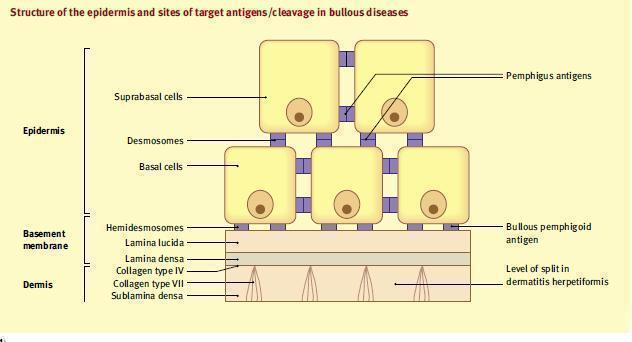 Structure of the epidermis and sites of target antigens/cleavage in bullous diseases
Suprabasal cells
Pemphigus antigens
Epidermis
Desmosomes
Basal cells
Hemidesmosomes
Bullous pemphigoid
antigen
Basement
membrane
Lamina lucida
Lamina densa
Collagen type IV
Level of split in
dermatitis herpetiformis
Dermis
Collagen type VII
Sublamina densa